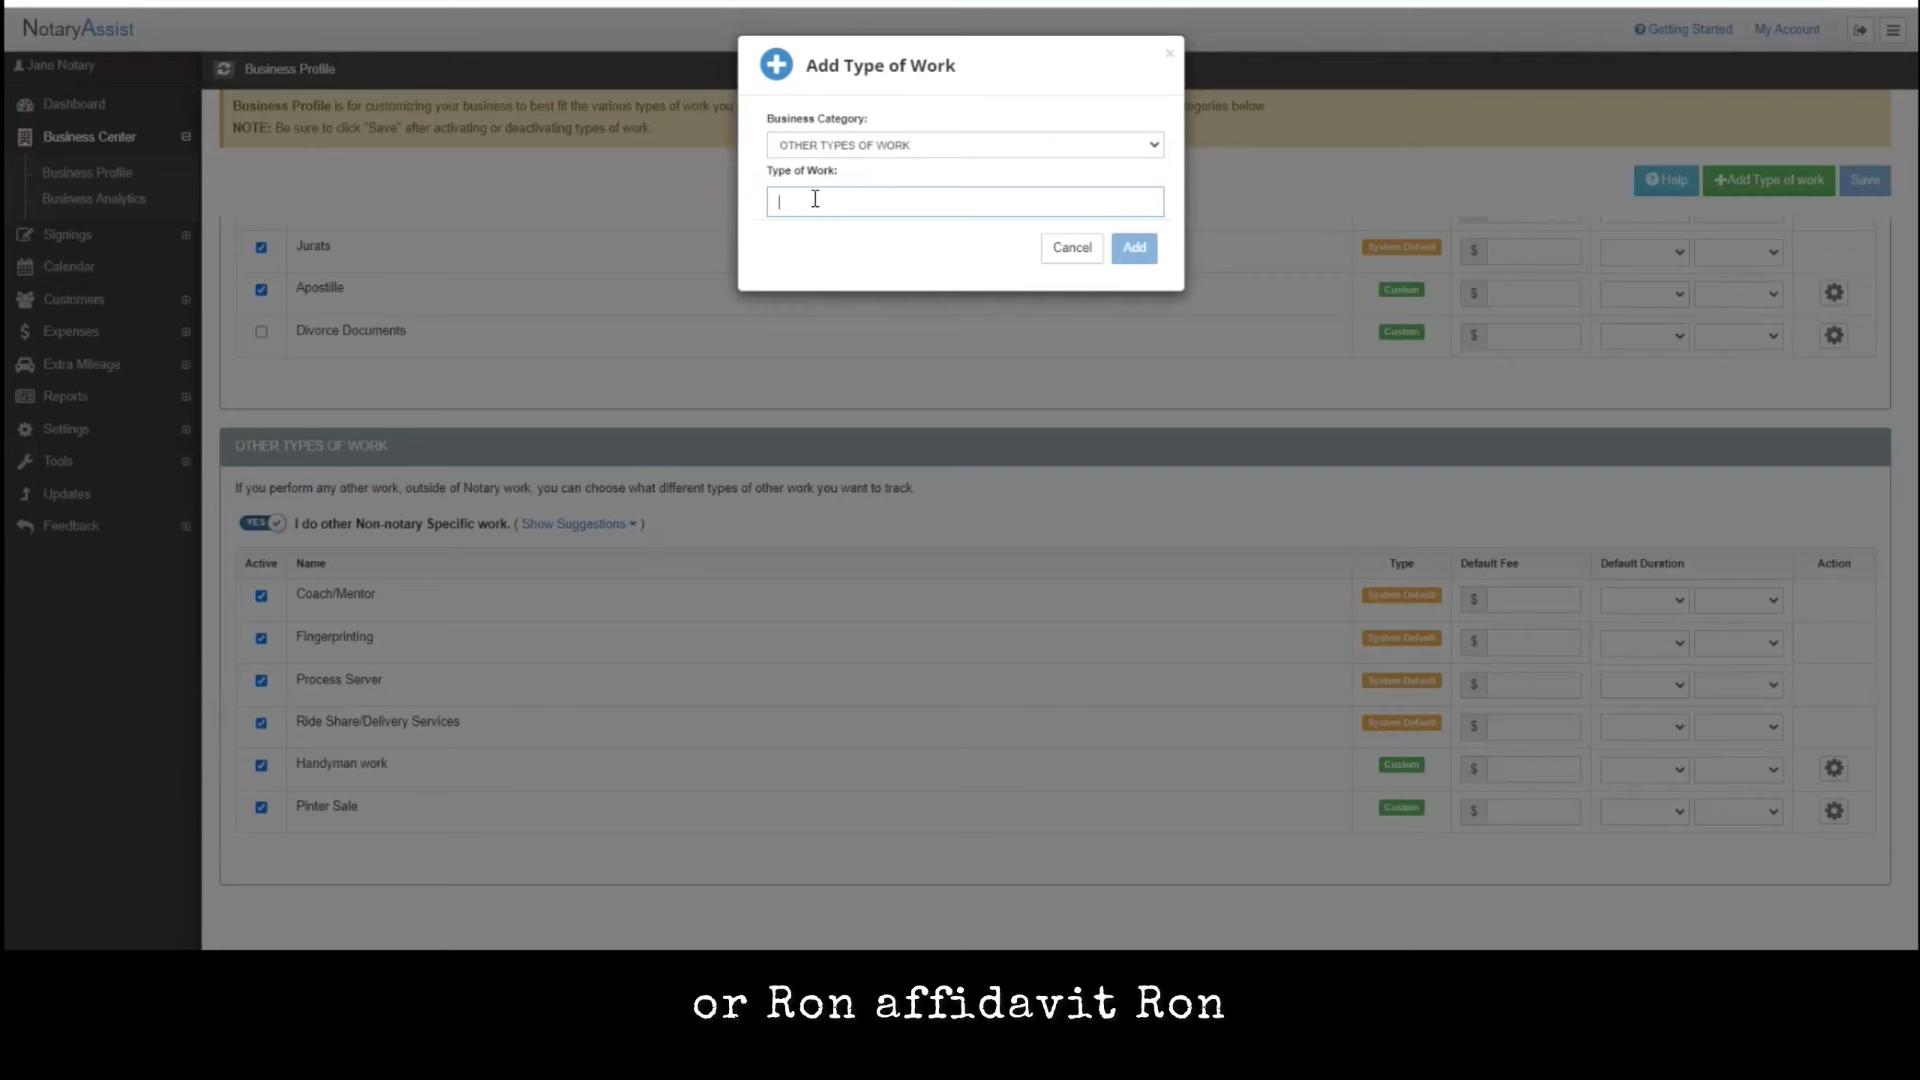 NotaryAssist
Getting Started
My Account
Jane Notary
Dashboard
Business Center
Business Profile
Business Analytics
Signings
Calendar
Customers
Expenses
Extra Mileage
Reports
Settings
Tools
Updates
Feedback
Business Profile
Business Profile is for customizing your business to best fit the various types of work you
egories below
NOTE: Be sure to click "Save" after activating or deactivating types of work.
Help
Add Type of work
Save
Add Type of Work
×
Business Category:
OTHER TYPES OF WORK
Type of Work:
Cancel
Add
Jurats System Default $
Apostille Custom $
Divorce Documents Custom $
OTHER TYPES OF WORK
If you perform any other work, outside of Notary work, you can choose what different types of other work you want to track.
YES I do other Non-notary Specific work. ( Show Suggestions )
Active Name Type Default Fee Default Duration Action
Coach/Mentor System Default $
Fingerprinting System Default $
Process Server System Default $
Ride Share/Delivery Services System Default $
Handyman work Custom $
Pinter Sale Custom $
or Ron affidavit Ron